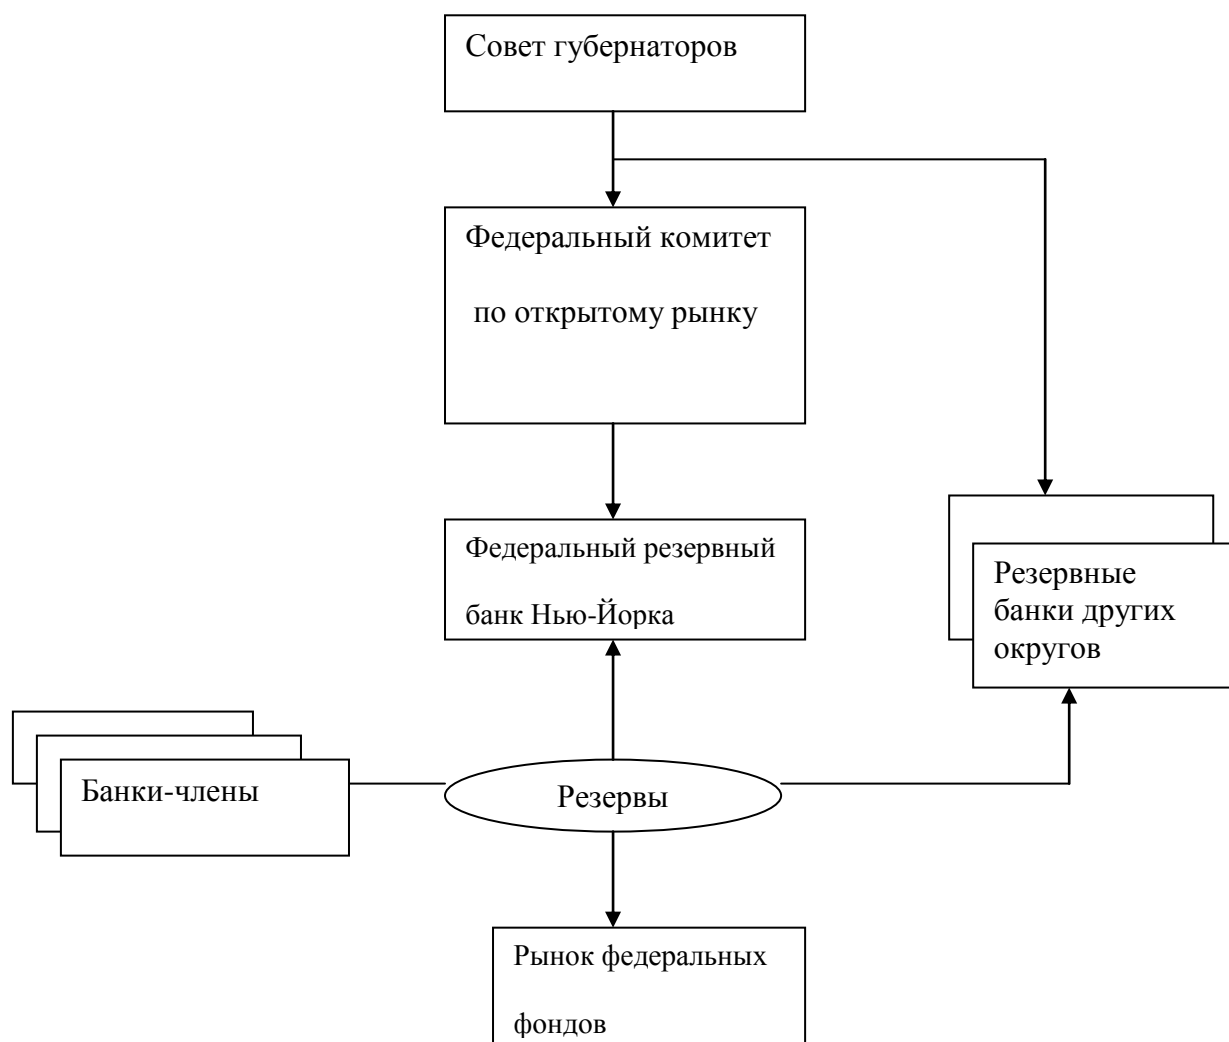 Совет губернаторов
Федеральный комитет
по открытому рынку
Федеральный резервный
банк Нью-Йорка
Резервные
банки других
округов
Банки-члены
Резервы
Рынок федеральных
фондов